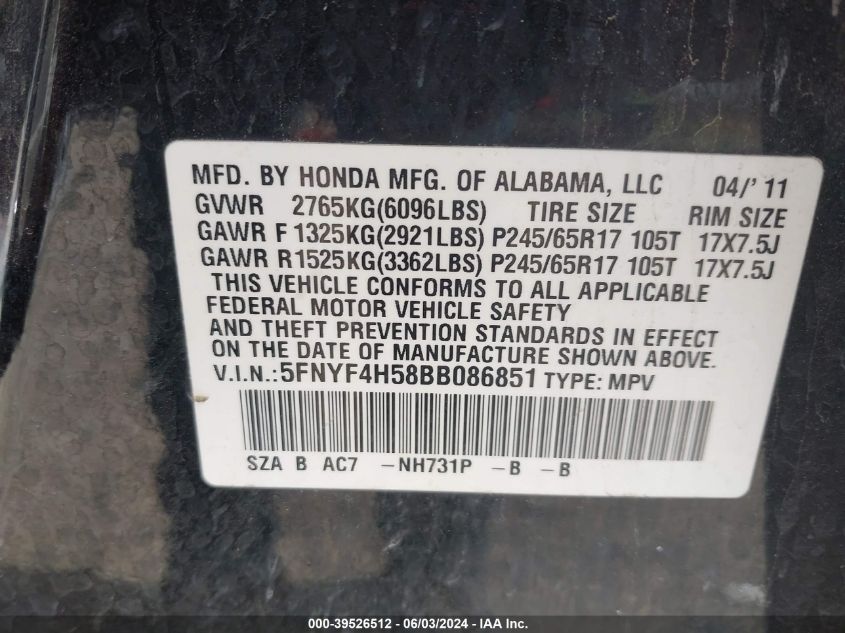 MFD. BY HONDA MFG. OF ALABAMA, LLC 04/'11
GVWR 2765KG(6096LBS) TIRE SIZE RIM SIZE
GAWR F 1325KG(2921LBS) P245/65R17 105T 17X7.5J
GAWR R1525KG(3362LBS) P245/65R17 105T 17X7.5J
THIS VEHICLE CONFORMS TO ALL APPLICABLE
FEDERAL MOTOR VEHICLE SAFETY
AND THEFT PREVENTION STANDARDS IN EFFECT
ON THE DATE OF MANUFACTURE SHOWN ABOVE.
V.I.N.:5FNYF4H58BB086851 TYPE: MPV
SZA B AC7 -NH731P -B -B
000-39526512 - 06/03/2024 - IAAI.COM